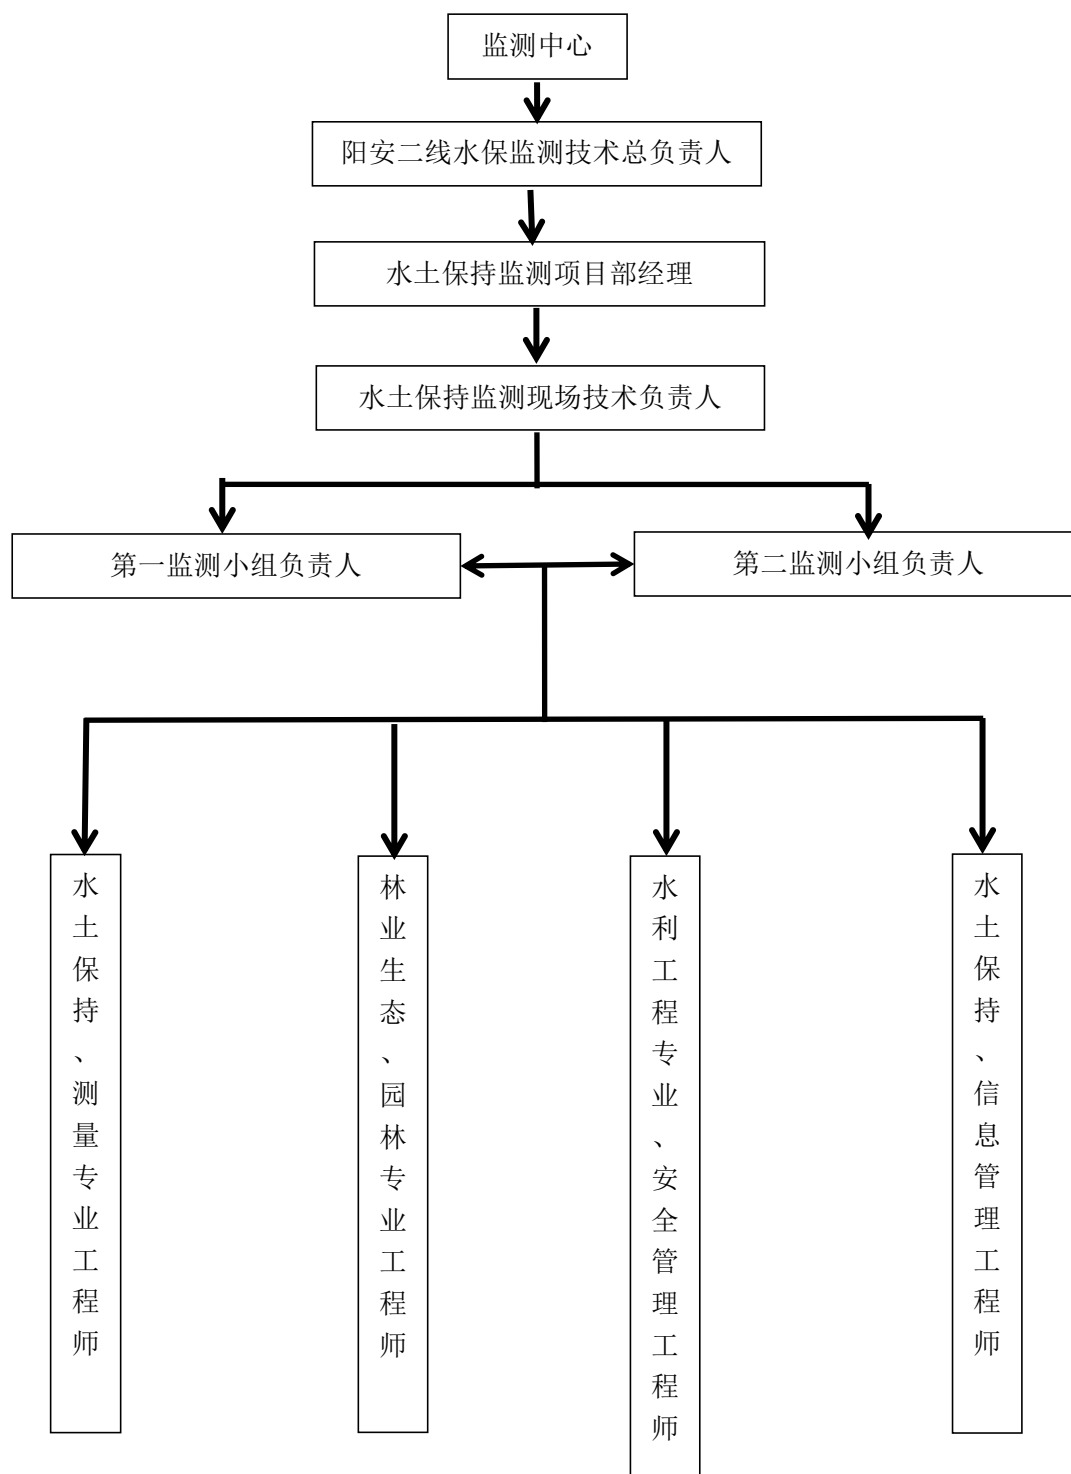 监测中心
阳安二线水保监测技术总负责人
水土保持监测项目部经理
水土保持监测现场技术负责人
第一监测小组负责人
第二监测小组负责人
水土保持、测量专业工程师
林业生态、园林专业工程师
水利工程专业、安全管理工程师
水土保持、信息管理工程师